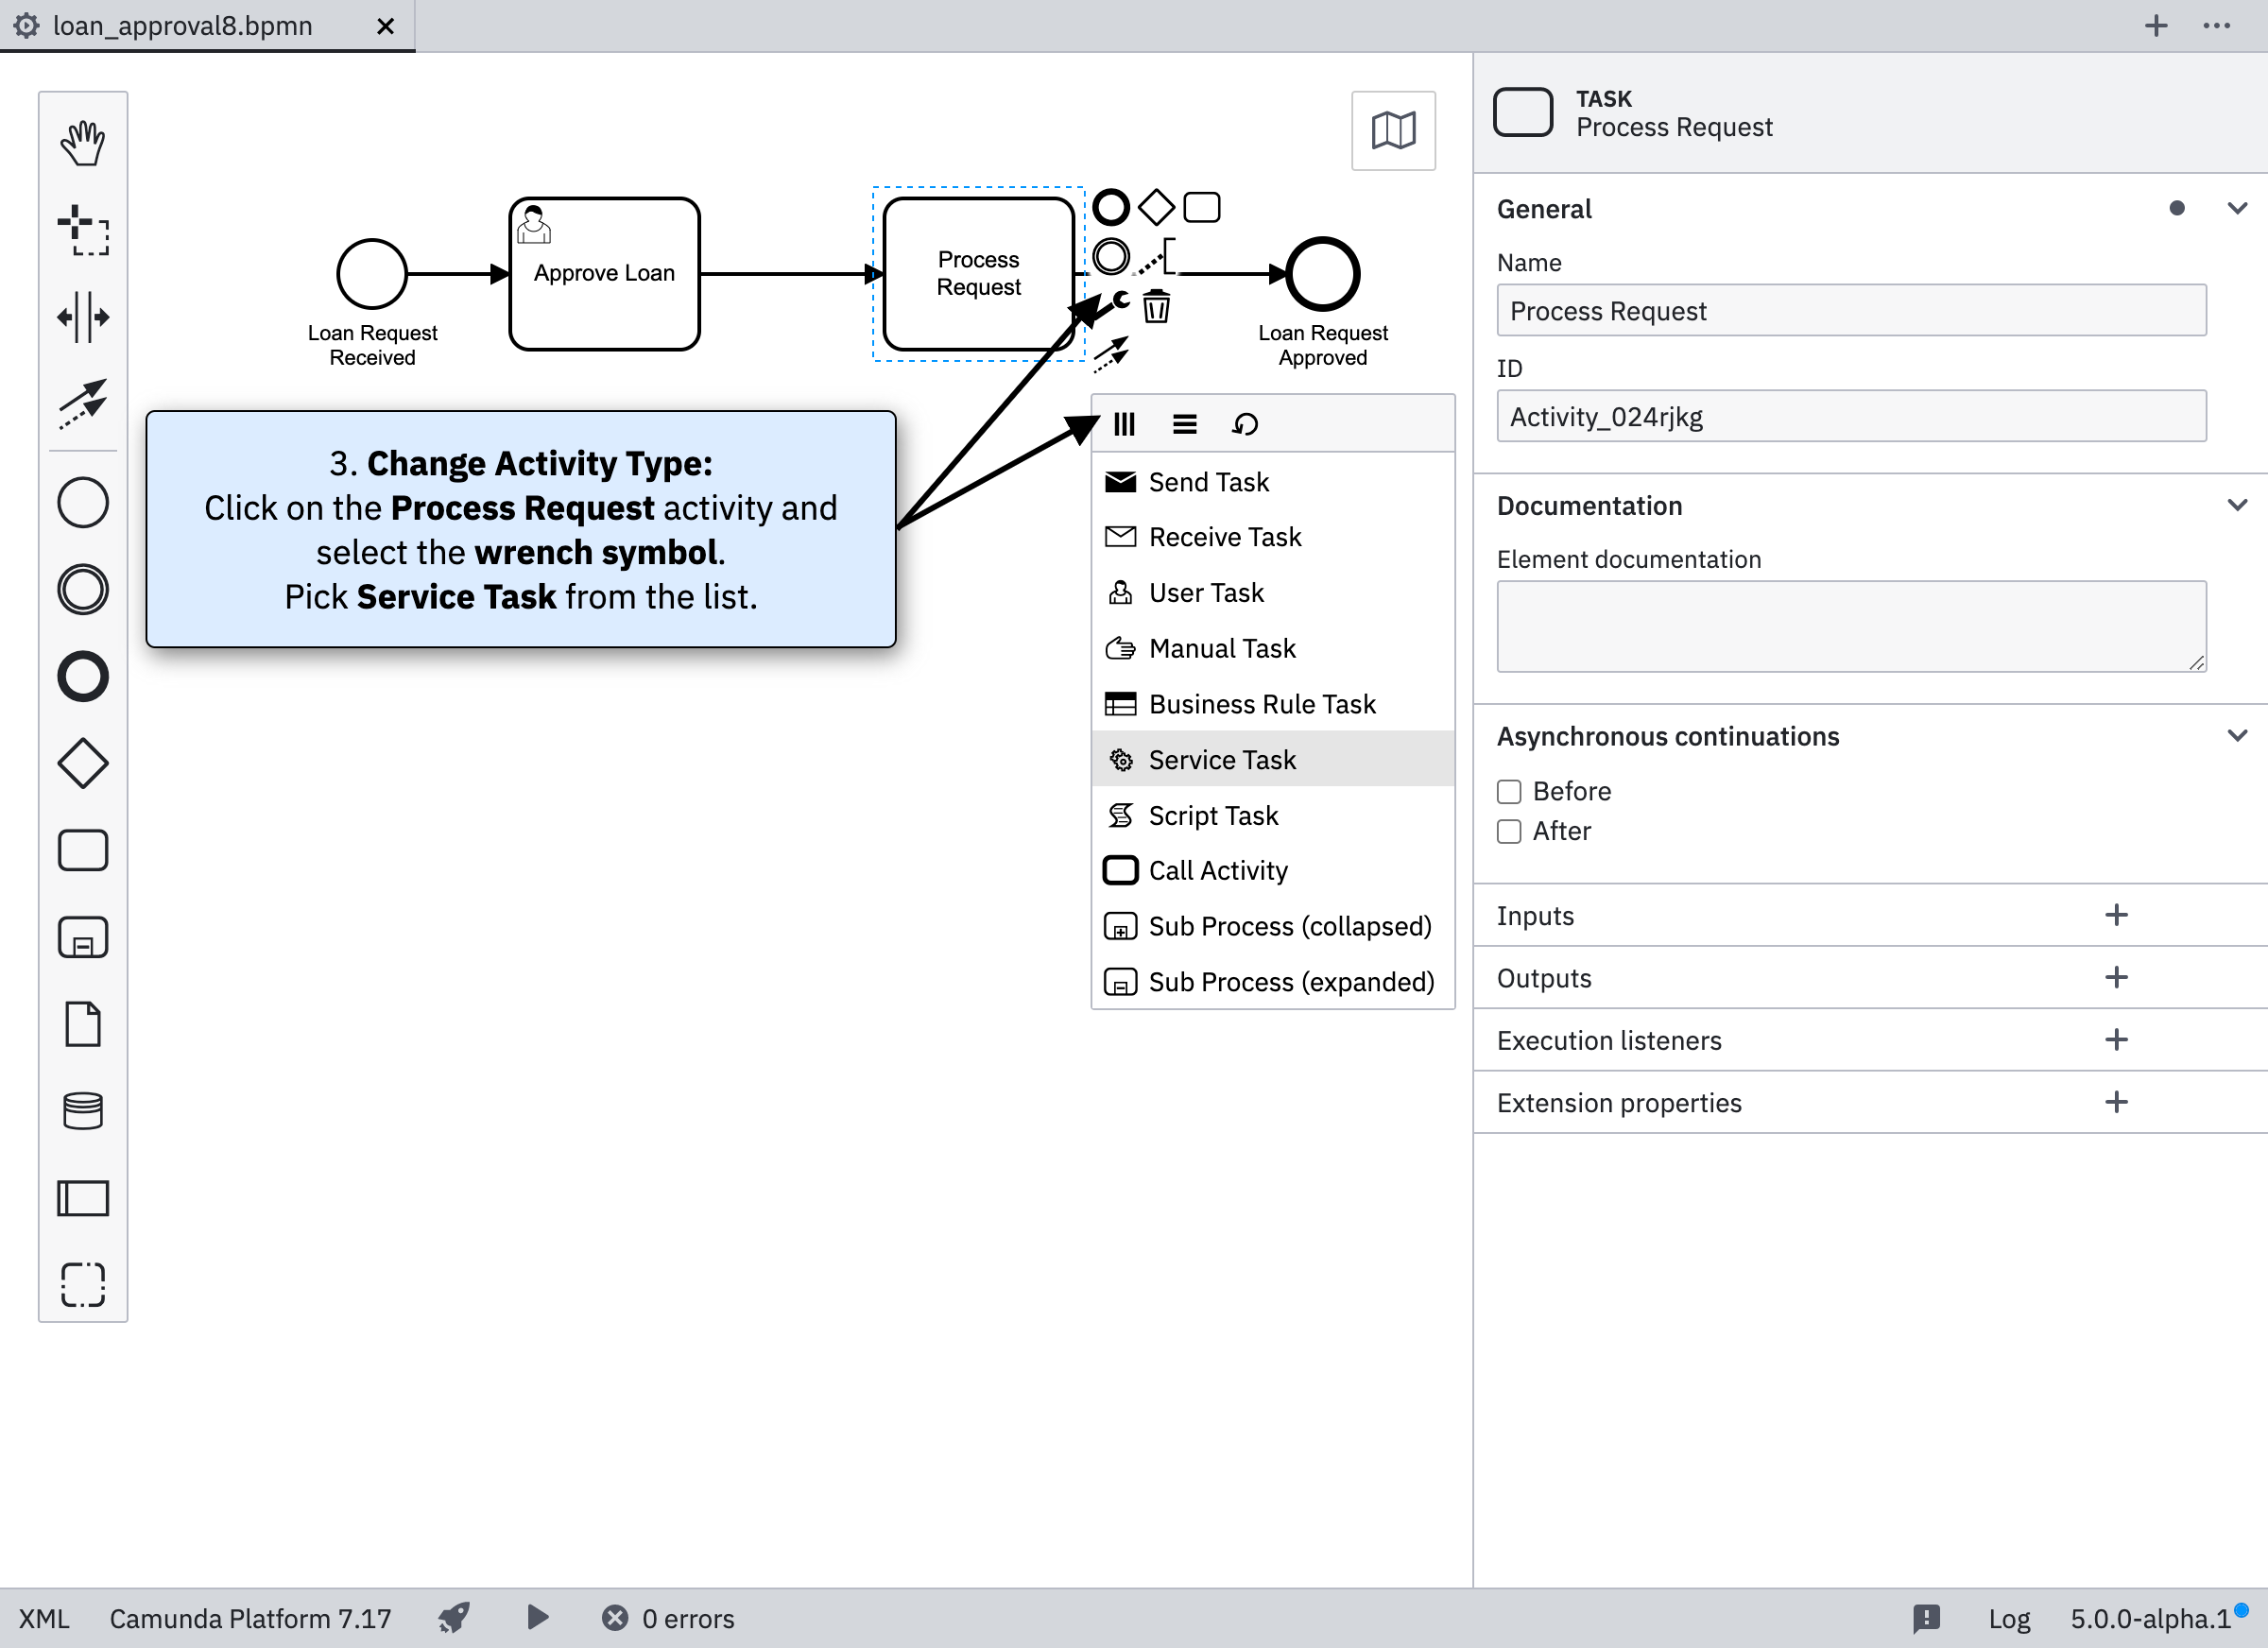 loan_approval8.bpmn
Loan Request
Received
Approve Loan
Process
Request
Loan Request
Approved
3. Change Activity Type:
Click on the Process Request activity and
select the wrench symbol.
Pick Service Task from the list.
Send Task
Receive Task
User Task
Manual Task
Business Rule Task
Service Task
Script Task
Call Activity
Sub Process (collapsed)
Sub Process (expanded)
TASK
Process Request
General
Name
Process Request
ID
Activity_024rjkg
Documentation
Element documentation
Asynchronous continuations
Before
After
Inputs
Outputs
Execution listeners
Extension properties
XML Camunda Platform 7.17 0 errors Log 5.0.0-alpha.1